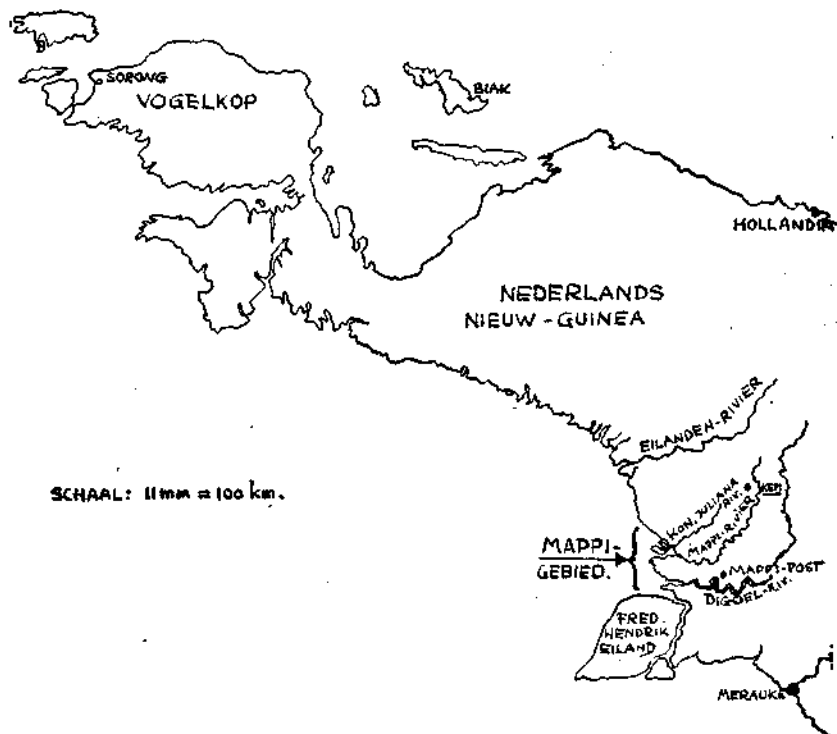 SORONG
VOGELKOP
BIAK
HOLLANDIA
NEDERLANDS
NIEUW-GUINEA
EILANDEN-RIVIER
SCHAAL: 11mm = 100 km.
KON. JULIANA
RIV.
KEPI
MAPPI-RIVIER
MAPPI-
GEBIED.
MAPPI-POST
DIGOEL-RIV.
FRED.
HENDRIK
EILAND
MERAUKE